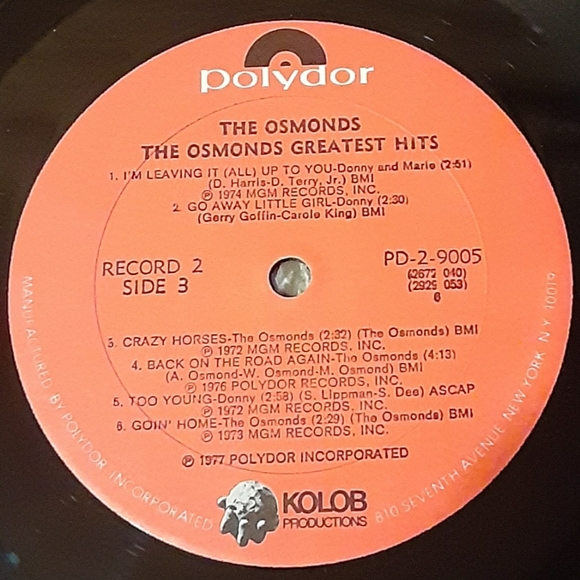 polydor
THE OSMONDS
THE OSMONDS GREATEST HITS
1. I'M LEAVING IT (ALL) UP TO YOU-Donny and Marie (2:51)
(D. Harris-D. Terry, Jr.) BMI
℗ 1974 MGM RECORDS, INC.
2. GO AWAY LITTLE GIRL-Donny (2:30)
(Gerry Goffin-Carole King) BMI
RECORD 2
SIDE 3
PD-2-9005
(2672 040)
(2929 053)
6
3. CRAZY HORSES-The Osmonds (2:32) (The Osmonds) BMI
℗ 1972 MGM RECORDS, INC.
4. BACK ON THE ROAD AGAIN-The Osmonds (4:13)
(A. Osmond-W. Osmond-M. Osmond) BMI
℗ 1976 POLYDOR RECORDS, INC.
5. TOO YOUNG-Donny (2:58) (S. Lippman-S. Dee) ASCAP
℗ 1972 MGM RECORDS, INC.
6. GOIN' HOME-The Osmonds (2:29) (The Osmonds) BMI
℗ 1973 MGM RECORDS, INC.
℗ 1977 POLYDOR INCORPORATED
KOLOB
PRODUCTIONS
MANUFACTURED BY POLYDOR INCORPORATED 810 SEVENTH AVENUE NEW YORK N.Y. 10019